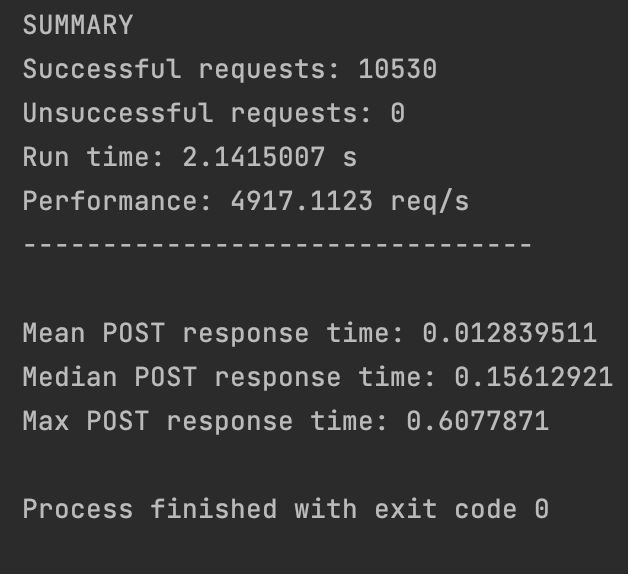 SUMMARY
Successful requests: 10530
Unsuccessful requests: 0
Run time: 2.1415007 s
Performance: 4917.1123 req/s
--------------------------------
Mean POST response time: 0.012839511
Median POST response time: 0.15612921
Max POST response time: 0.6077871
Process finished with exit code 0